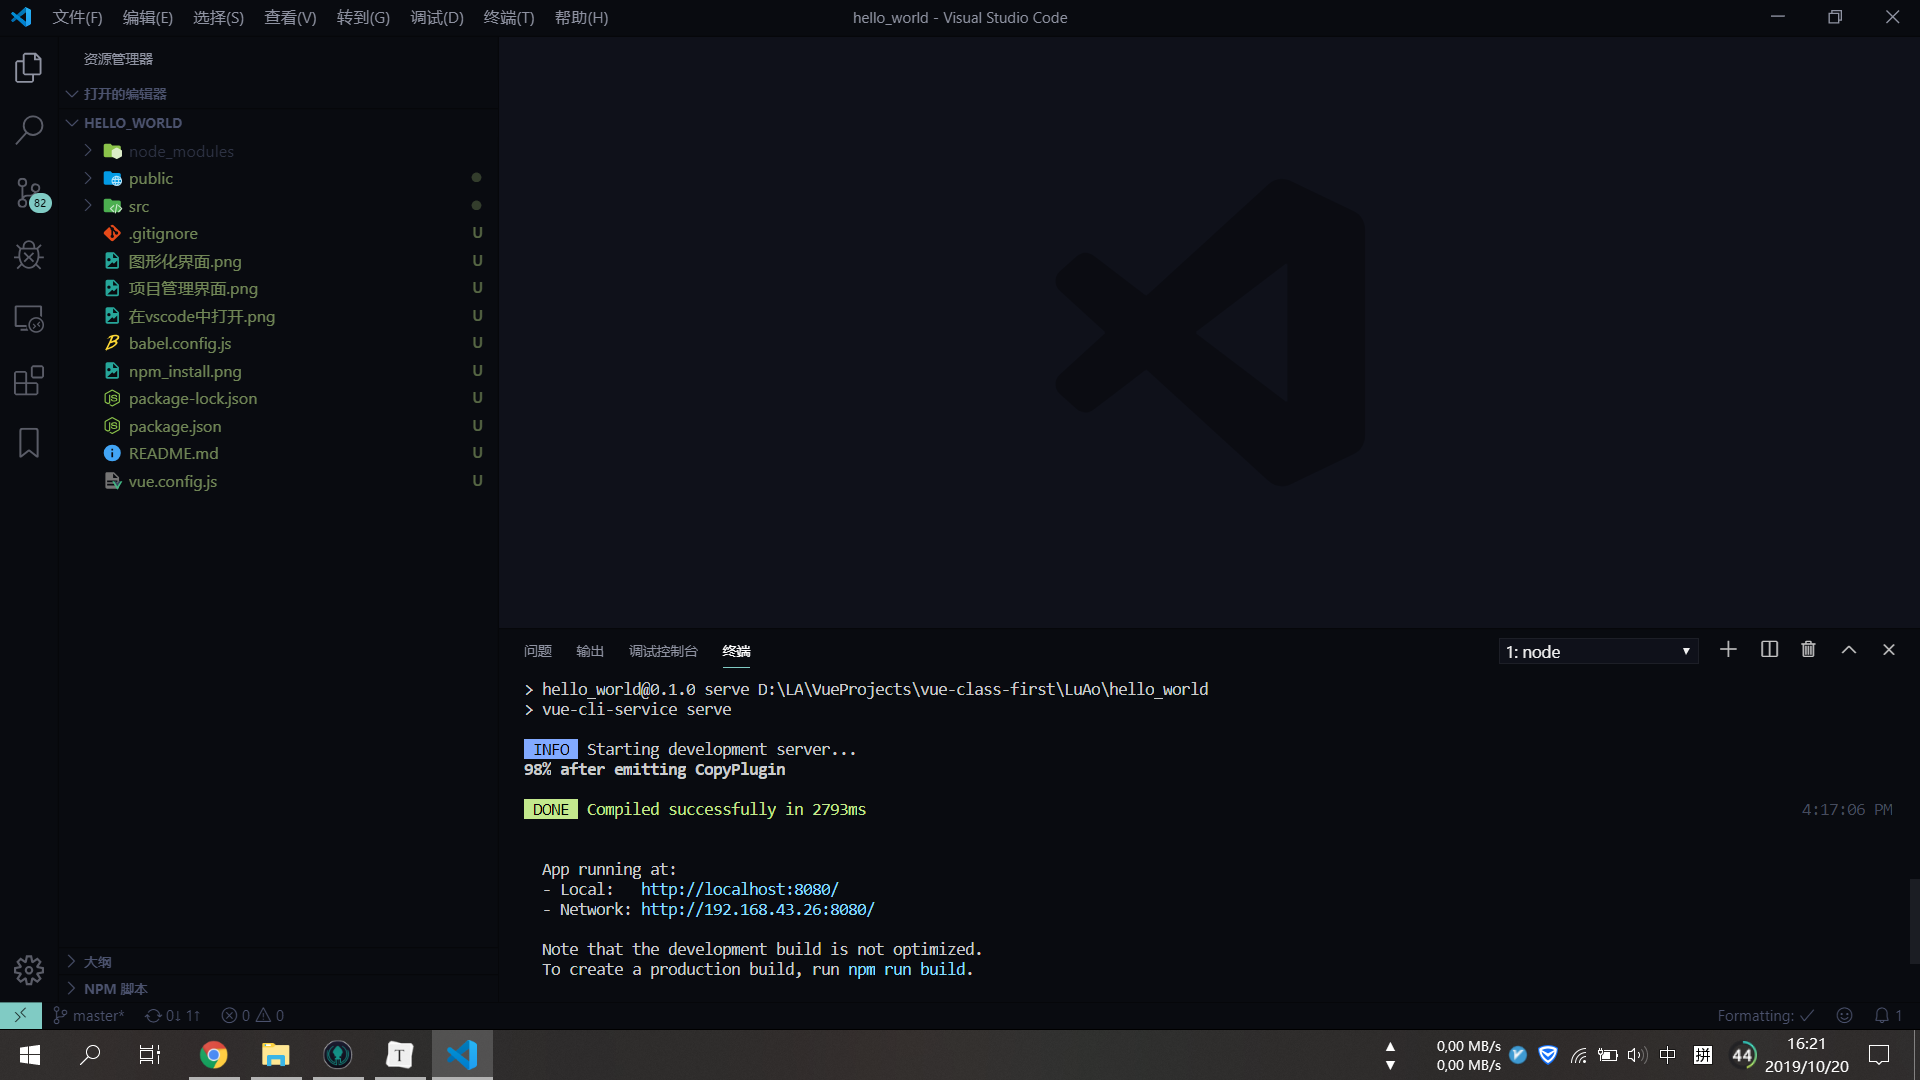 文件(F) 编辑(E) 选择(S) 查看(V) 转到(G) 调试(D) 终端(T) 帮助(H) hello_world - Visual Studio Code
资源管理器
打开的编辑器
HELLO_WORLD
node_modules
public
src
.gitignore U
图形化界面.png U
项目管理界面.png U
在vscode中打开.png U
babel.config.js U
npm_install.png U
package-lock.json U
package.json U
README.md U
vue.config.js U
82
大纲
NPM 脚本
问题 输出 调试控制台 终端 1: node
> hello_world@0.1.0 serve D:\LA\VueProjects\vue-class-first\LuAo\hello_world
> vue-cli-service serve
INFO Starting development server...
98% after emitting CopyPlugin
DONE Compiled successfully in 2793ms 4:17:06 PM
App running at:
- Local: http://localhost:8080/
- Network: http://192.168.43.26:8080/
Note that the development build is not optimized.
To create a production build, run npm run build.
master* 0↓ 1↑ 0 0 Formatting: ✓ 1
T
0,00 MB/s
0,00 MB/s
中 拼 44
16:21
2019/10/20